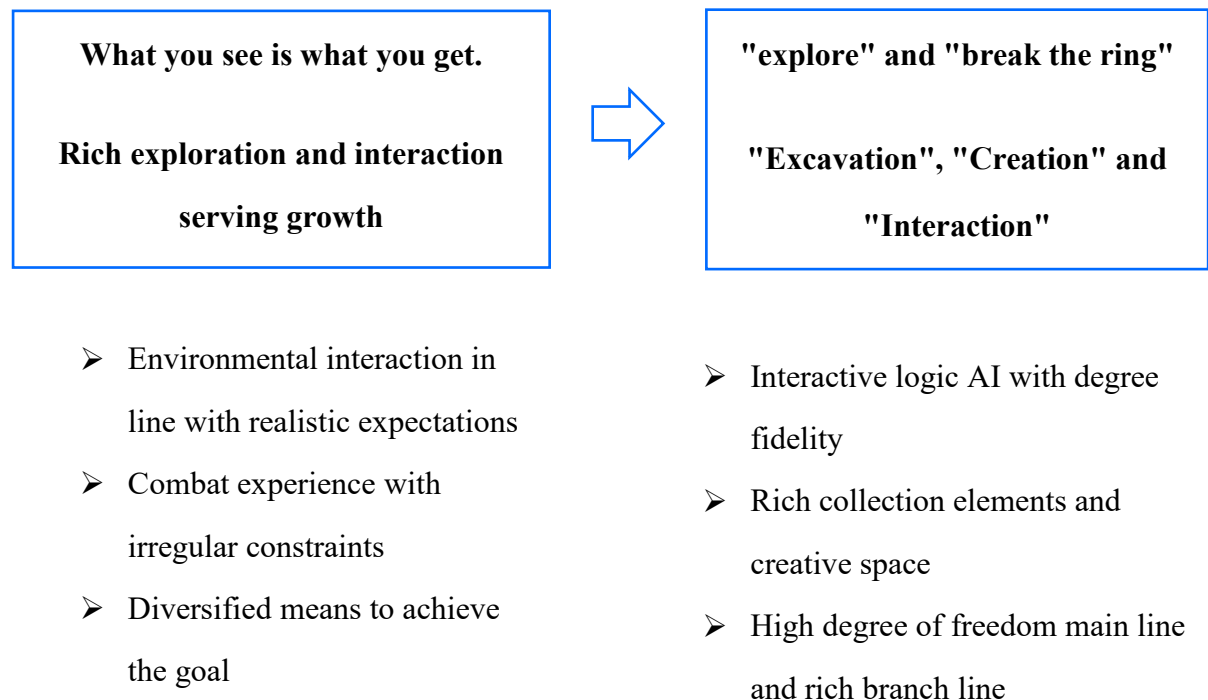 What you see is what you get.
Rich exploration and interaction
serving growth
"explore" and "break the ring"
"Excavation", "Creation" and
"Interaction"
➢ Environmental interaction in
line with realistic expectations
➢ Combat experience with
irregular constraints
➢ Diversified means to achieve
the goal
➢ Interactive logic AI with degree
fidelity
➢ Rich collection elements and
creative space
➢ High degree of freedom main line
and rich branch line